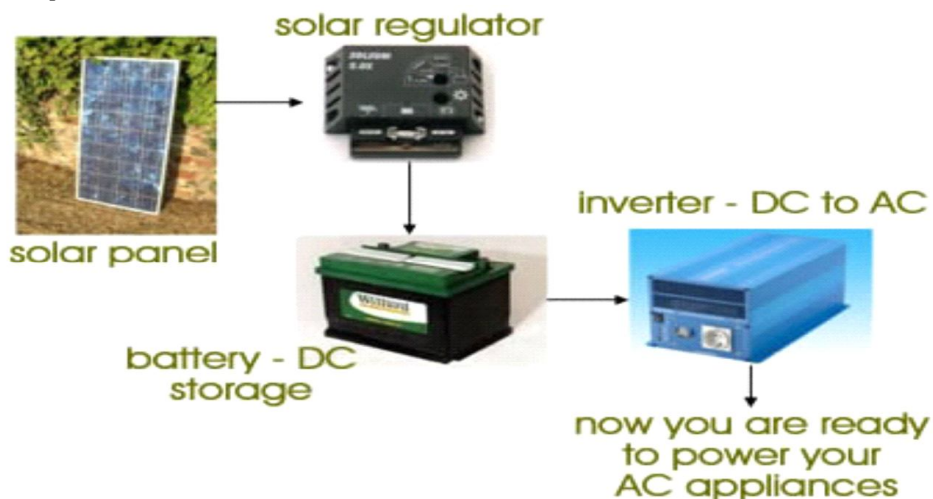 solar regulator
solar panel
inverter - DC to AC
battery - DC
storage
now you are ready
to power your
AC appliances